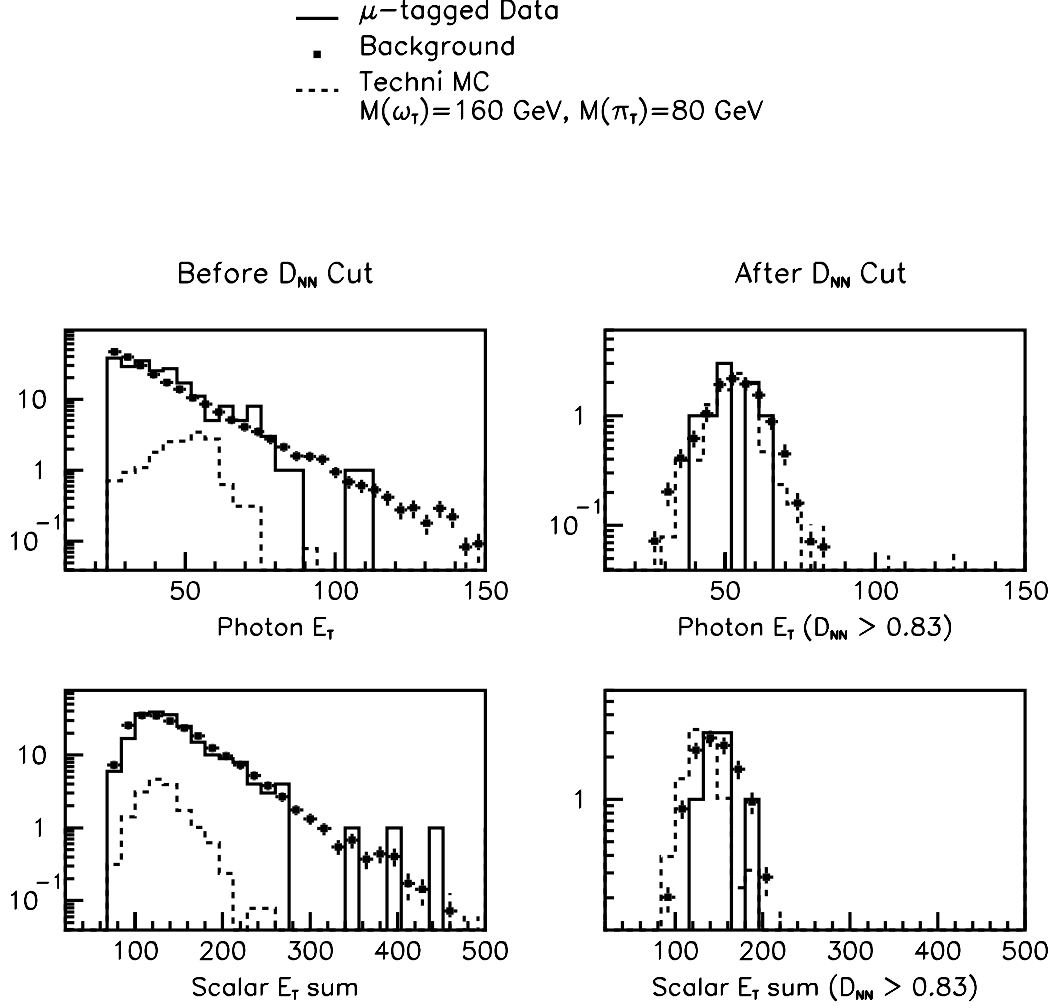 μ-tagged Data
Background
Techni MC
M(ω_T)=160 GeV, M(π_T)=80 GeV
Before D_NN Cut
After D_NN Cut
10
1
10^-1
50 100 150
Photon E_T
1
10^-1
50 100 150
Photon E_T (D_NN > 0.83)
10
1
10^-1
100 200 300 400 500
Scalar E_T sum
1
100 200 300 400 500
Scalar E_T sum (D_NN > 0.83)